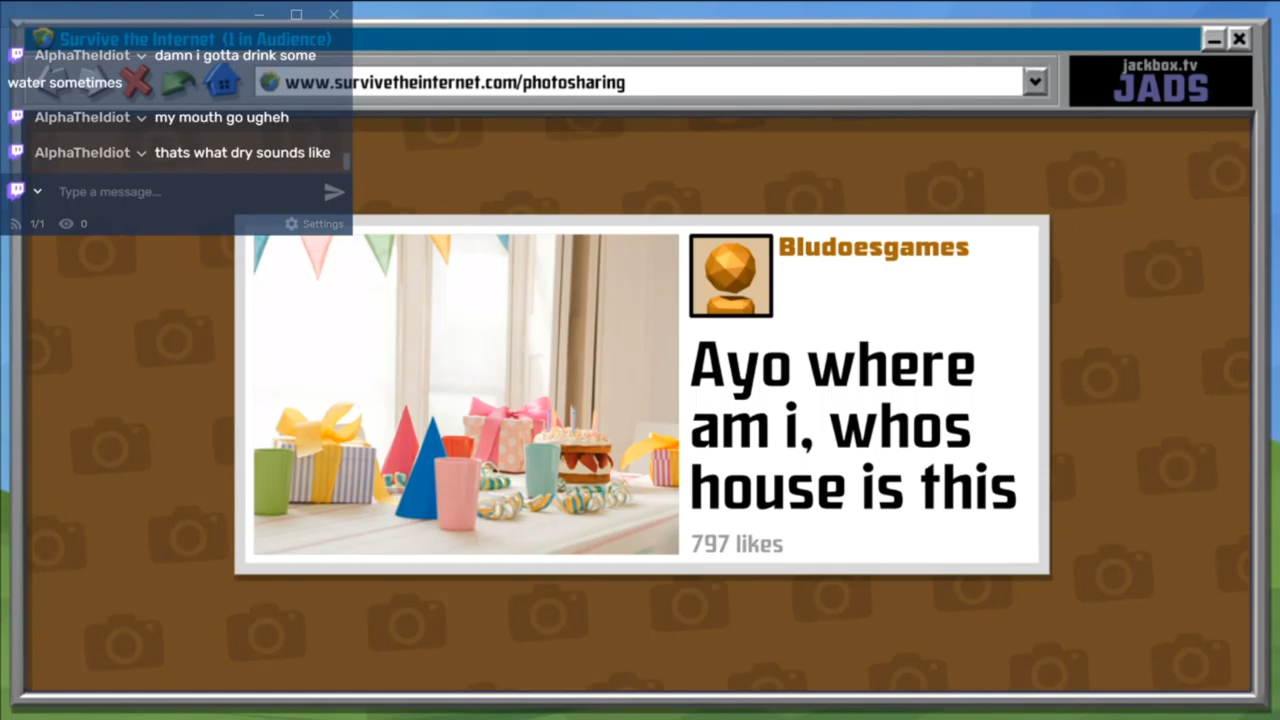 Survive the Internet (1 in Audience)
AlphaTheIdiot damn i gotta drink some
water sometimes
AlphaTheIdiot my mouth go ugheh
AlphaTheIdiot thats what dry sounds like
Type a message...
1/1 0
Settings
www.survivetheinternet.com/photosharing
jackbox.tv
JADS
Bludoesgames
Ayo where
am i, whos
house is this
797 likes